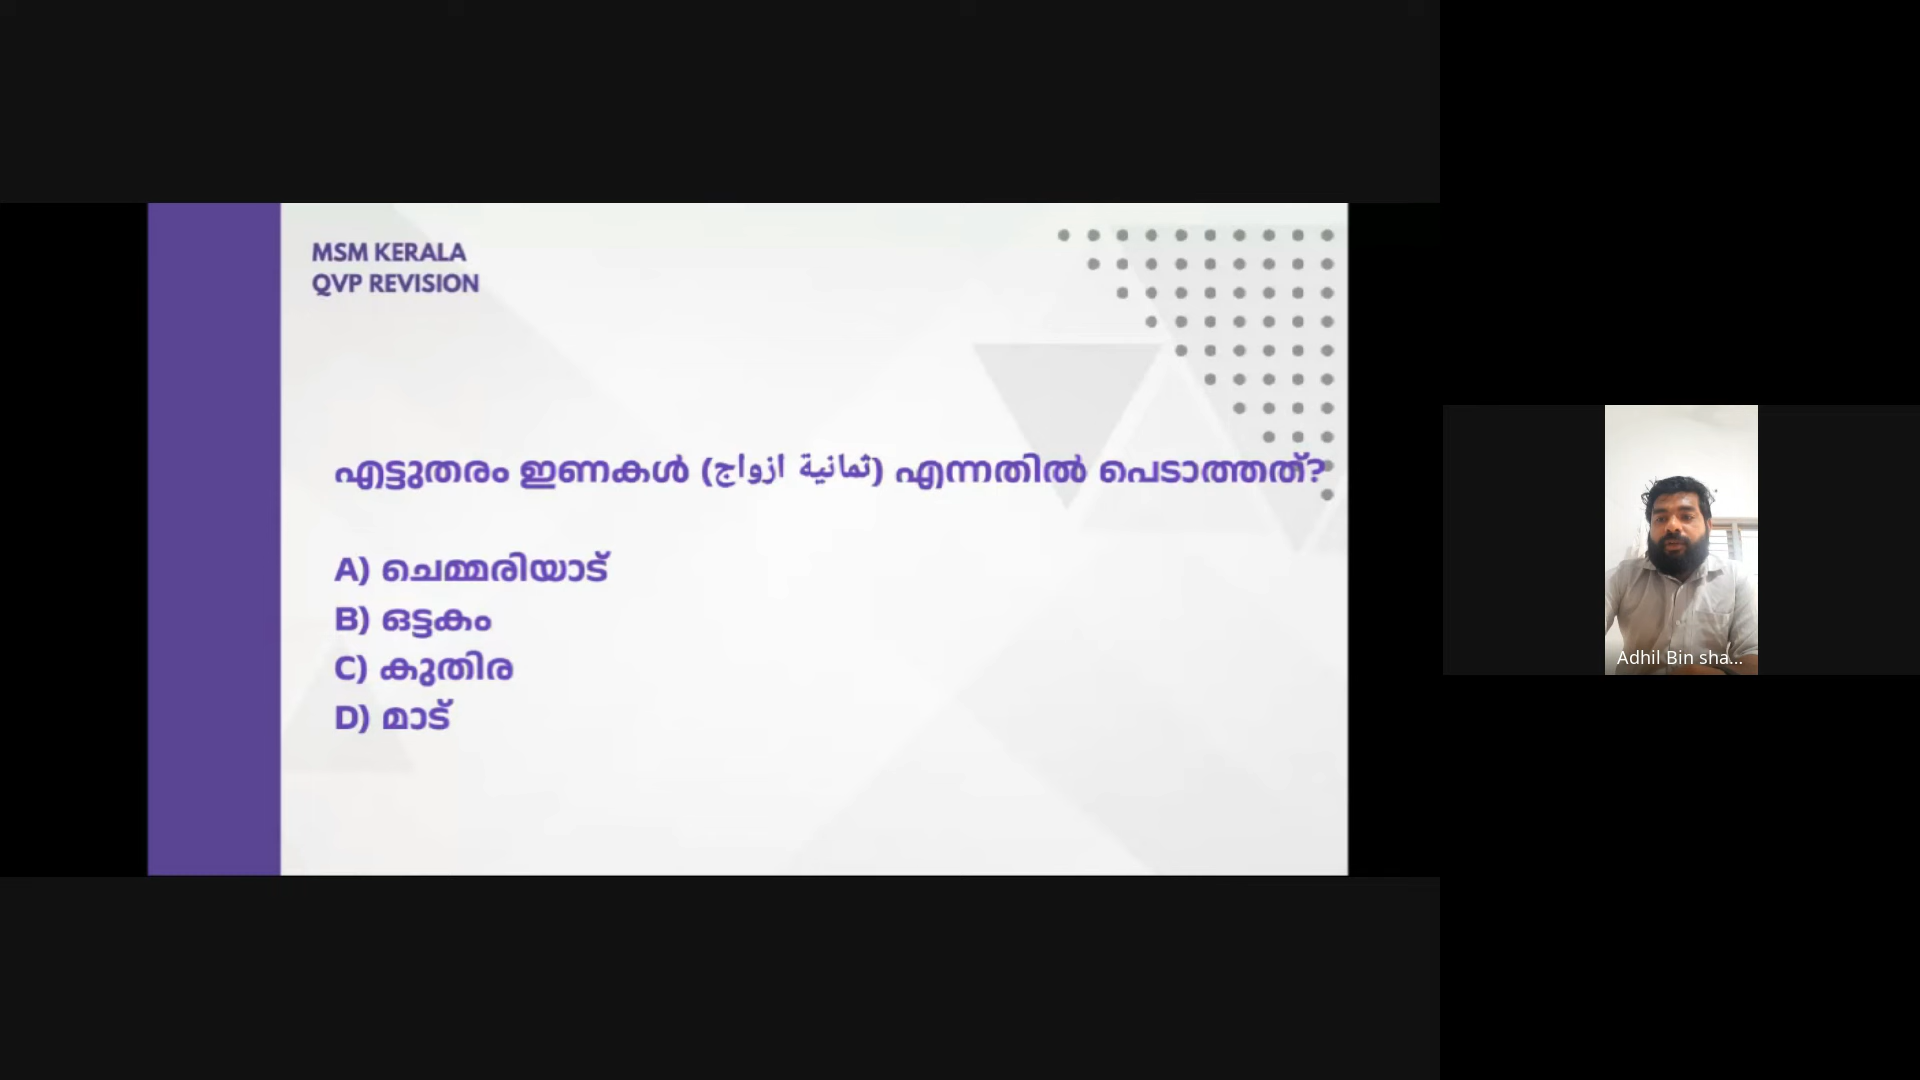 MSM KERALA
QVP REVISION
എട്ടുതരം ഇണകൾ (ثمانية ازواج) എന്നതിൽ പെടാത്തത്?
A) ചെമ്മരിയാട്
B) ഒട്ടകം
C) കുതിര
D) മാട്
Adhil Bin sha...